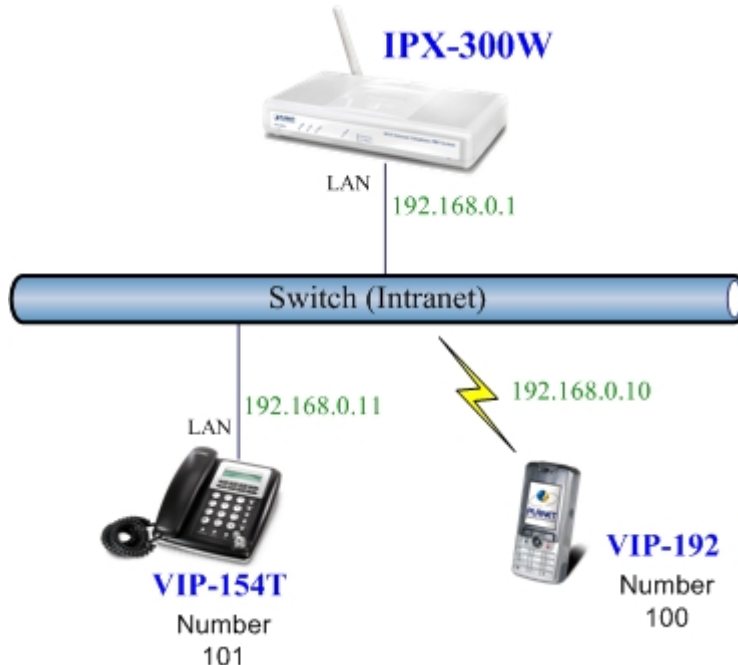 IPX-300W
LAN
192.168.0.1
Switch (Intranet)
192.168.0.11
LAN
192.168.0.10
PLANET
VIP-154T
Number
101
VIP-192
Number
100